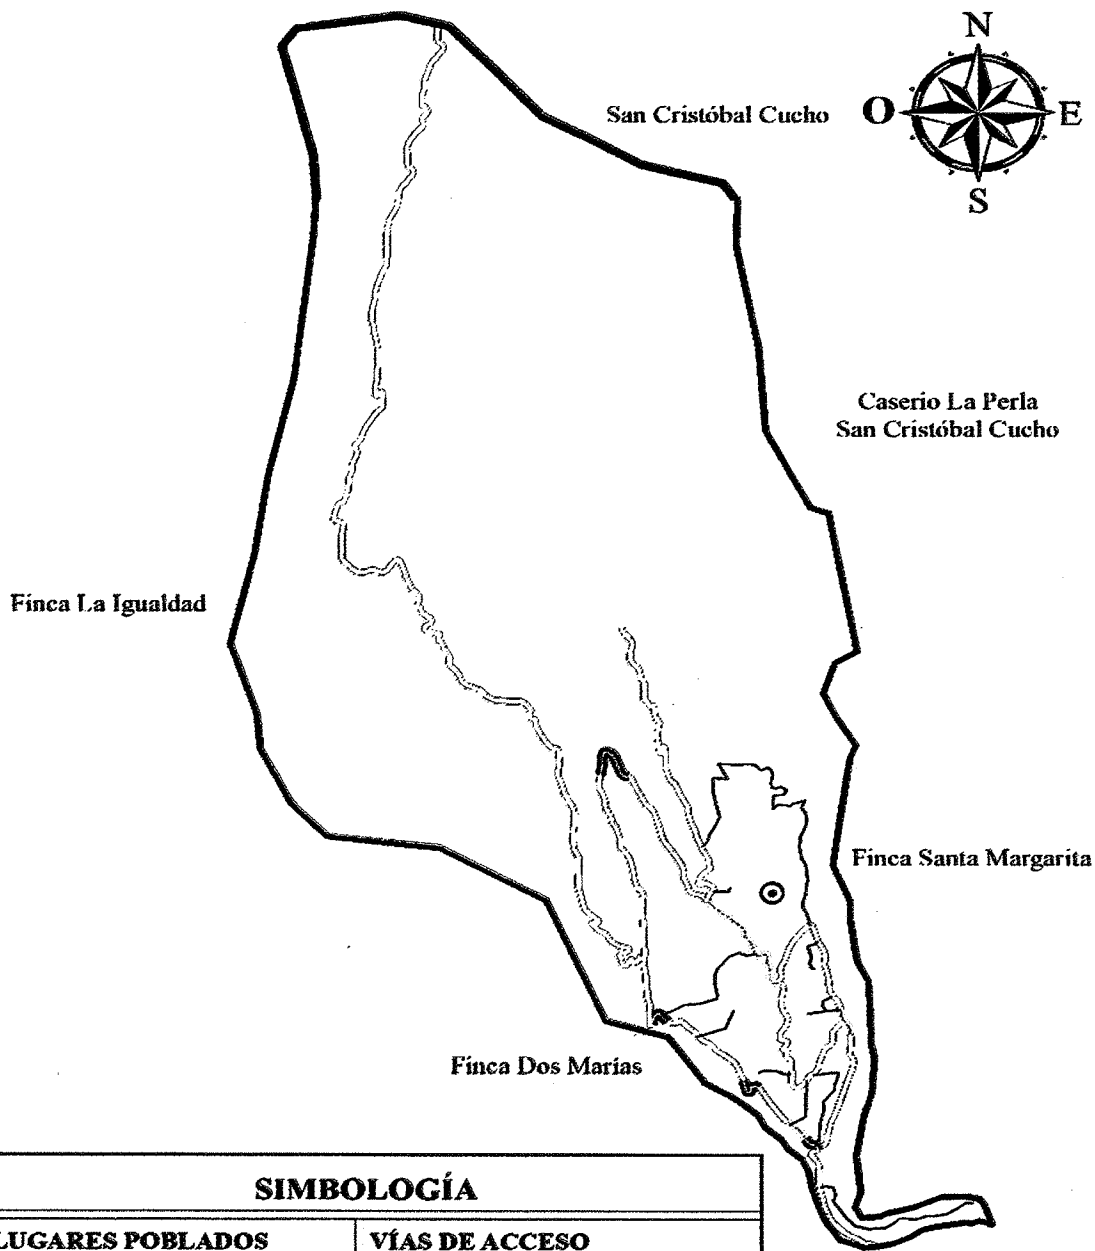 N
San Cristóbal Cucho
O
E
S
Caserio La Perla
San Cristóbal Cucho
Finca La Igualdad
Finca Santa Margarita
Finca Dos Marías
SIMBOLOGÍA
LUGARES POBLADOS
VÍAS DE ACCESO